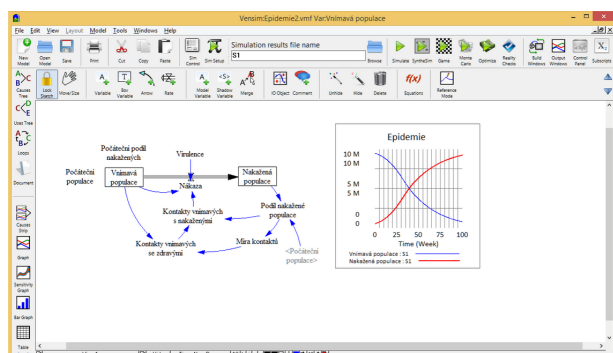 Vensim:Epidemie2.vmf Var:Vnímavá populace
File Edit View Layout Model Tools Windows Help
New Model
Open Model
Save
Print
Cut
Copy
Paste
Sim Control
Sim Setup
Simulation results file name
S1
Browse
Simulate
SyntheSim
Game
Monte Carlo
Optimize
Reality Checks
Build Windows
Output Windows
Control Panel
Subscripts
Causes Tree
Lock Sketch
Move/Size
Variable
Box Variable
Arrow
Rate
Model Variable
Shadow Variable
Merge
IO Object
Comment
Unhide
Hide
Delete
f(x)
Equations
Reference Mode
Uses Tree
Loops
Document
Causes Strip
Graph
Sensitivity Graph
Bar Graph
Table
Počáteční podíl
nakažených
Virulence
Počáteční
populace
Vnímavá
populace
Nákaza
Nakažená
populace
Kontakty vnímavých
s nakaženými
Podíl nakažené
populace
Kontakty vnímavých
se zdravými
Míra kontaktů
<Počáteční
populace>
Epidemie
10 M
10 M
5 M
5 M
0
0
0 25 50 75 100
Time (Week)
Vnímavá populace : S1
Nakažená populace : S1